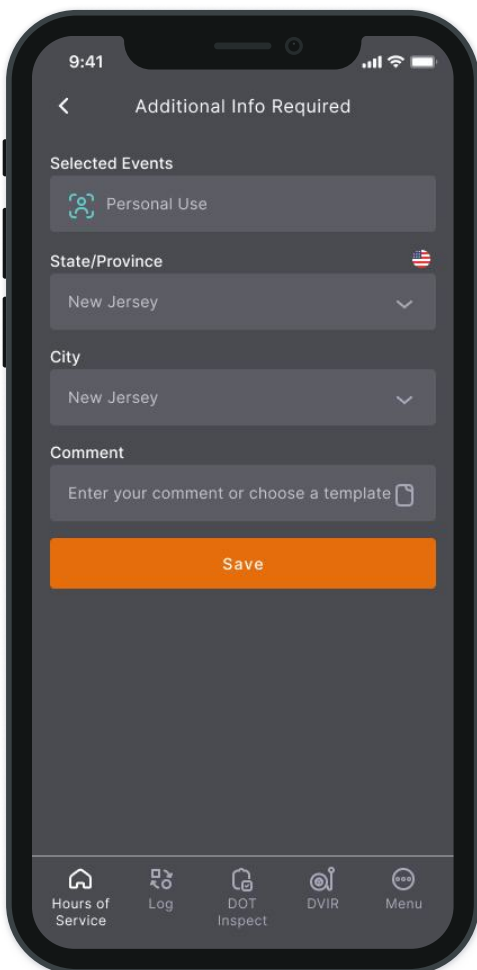 9:41
Additional Info Required
Selected Events
Personal Use
State/Province
New Jersey
City
New Jersey
Comment
Enter your comment or choose a template
Save
Hours of
Service
Log
DOT
Inspect
DVIR
Menu